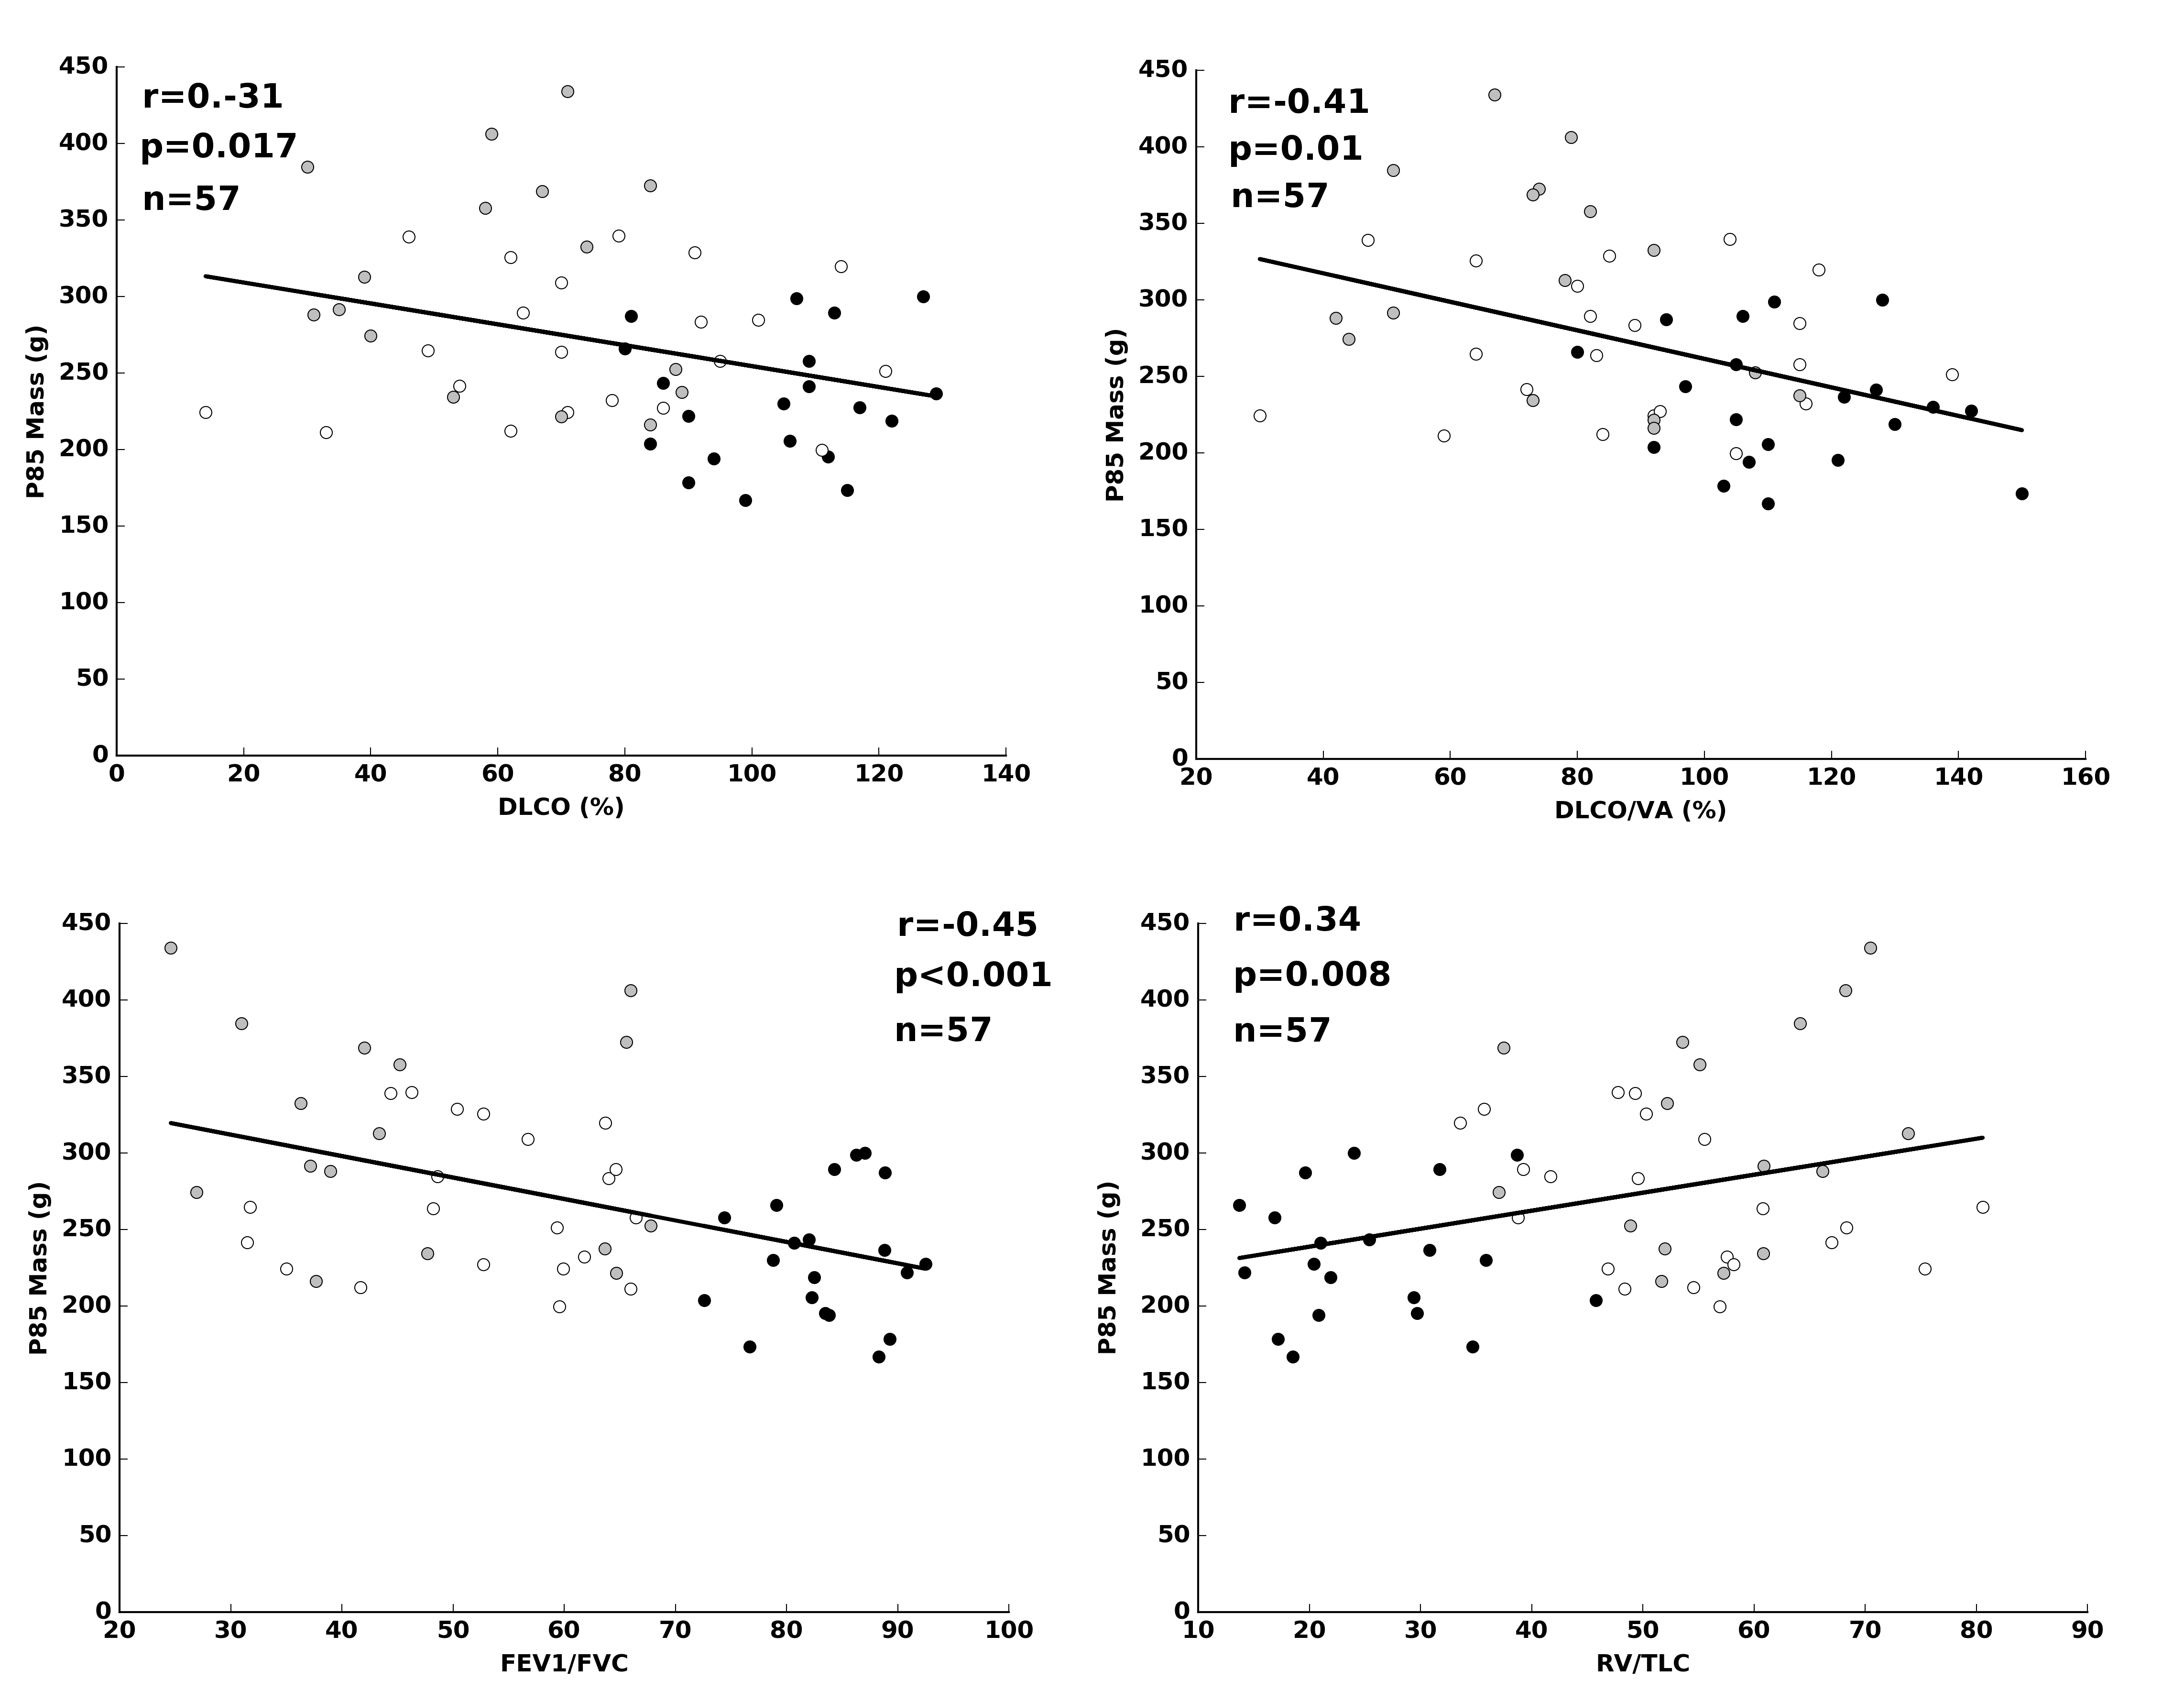 450
400
350
300
250
200
150
100
50
0
P85 Mass (g)
r=0.-31
p=0.017
n=57
0 20 40 60 80 100 120 140
DLCO (%)
450
400
350
300
250
200
150
100
50
0
P85 Mass (g)
r=-0.41
p=0.01
n=57
20 40 60 80 100 120 140 160
DLCO/VA (%)
450
400
350
300
250
200
150
100
50
0
P85 Mass (g)
r=-0.45
p<0.001
n=57
20 30 40 50 60 70 80 90 100
FEV1/FVC
450
400
350
300
250
200
150
100
50
0
P85 Mass (g)
r=0.34
p=0.008
n=57
10 20 30 40 50 60 70 80 90
RV/TLC